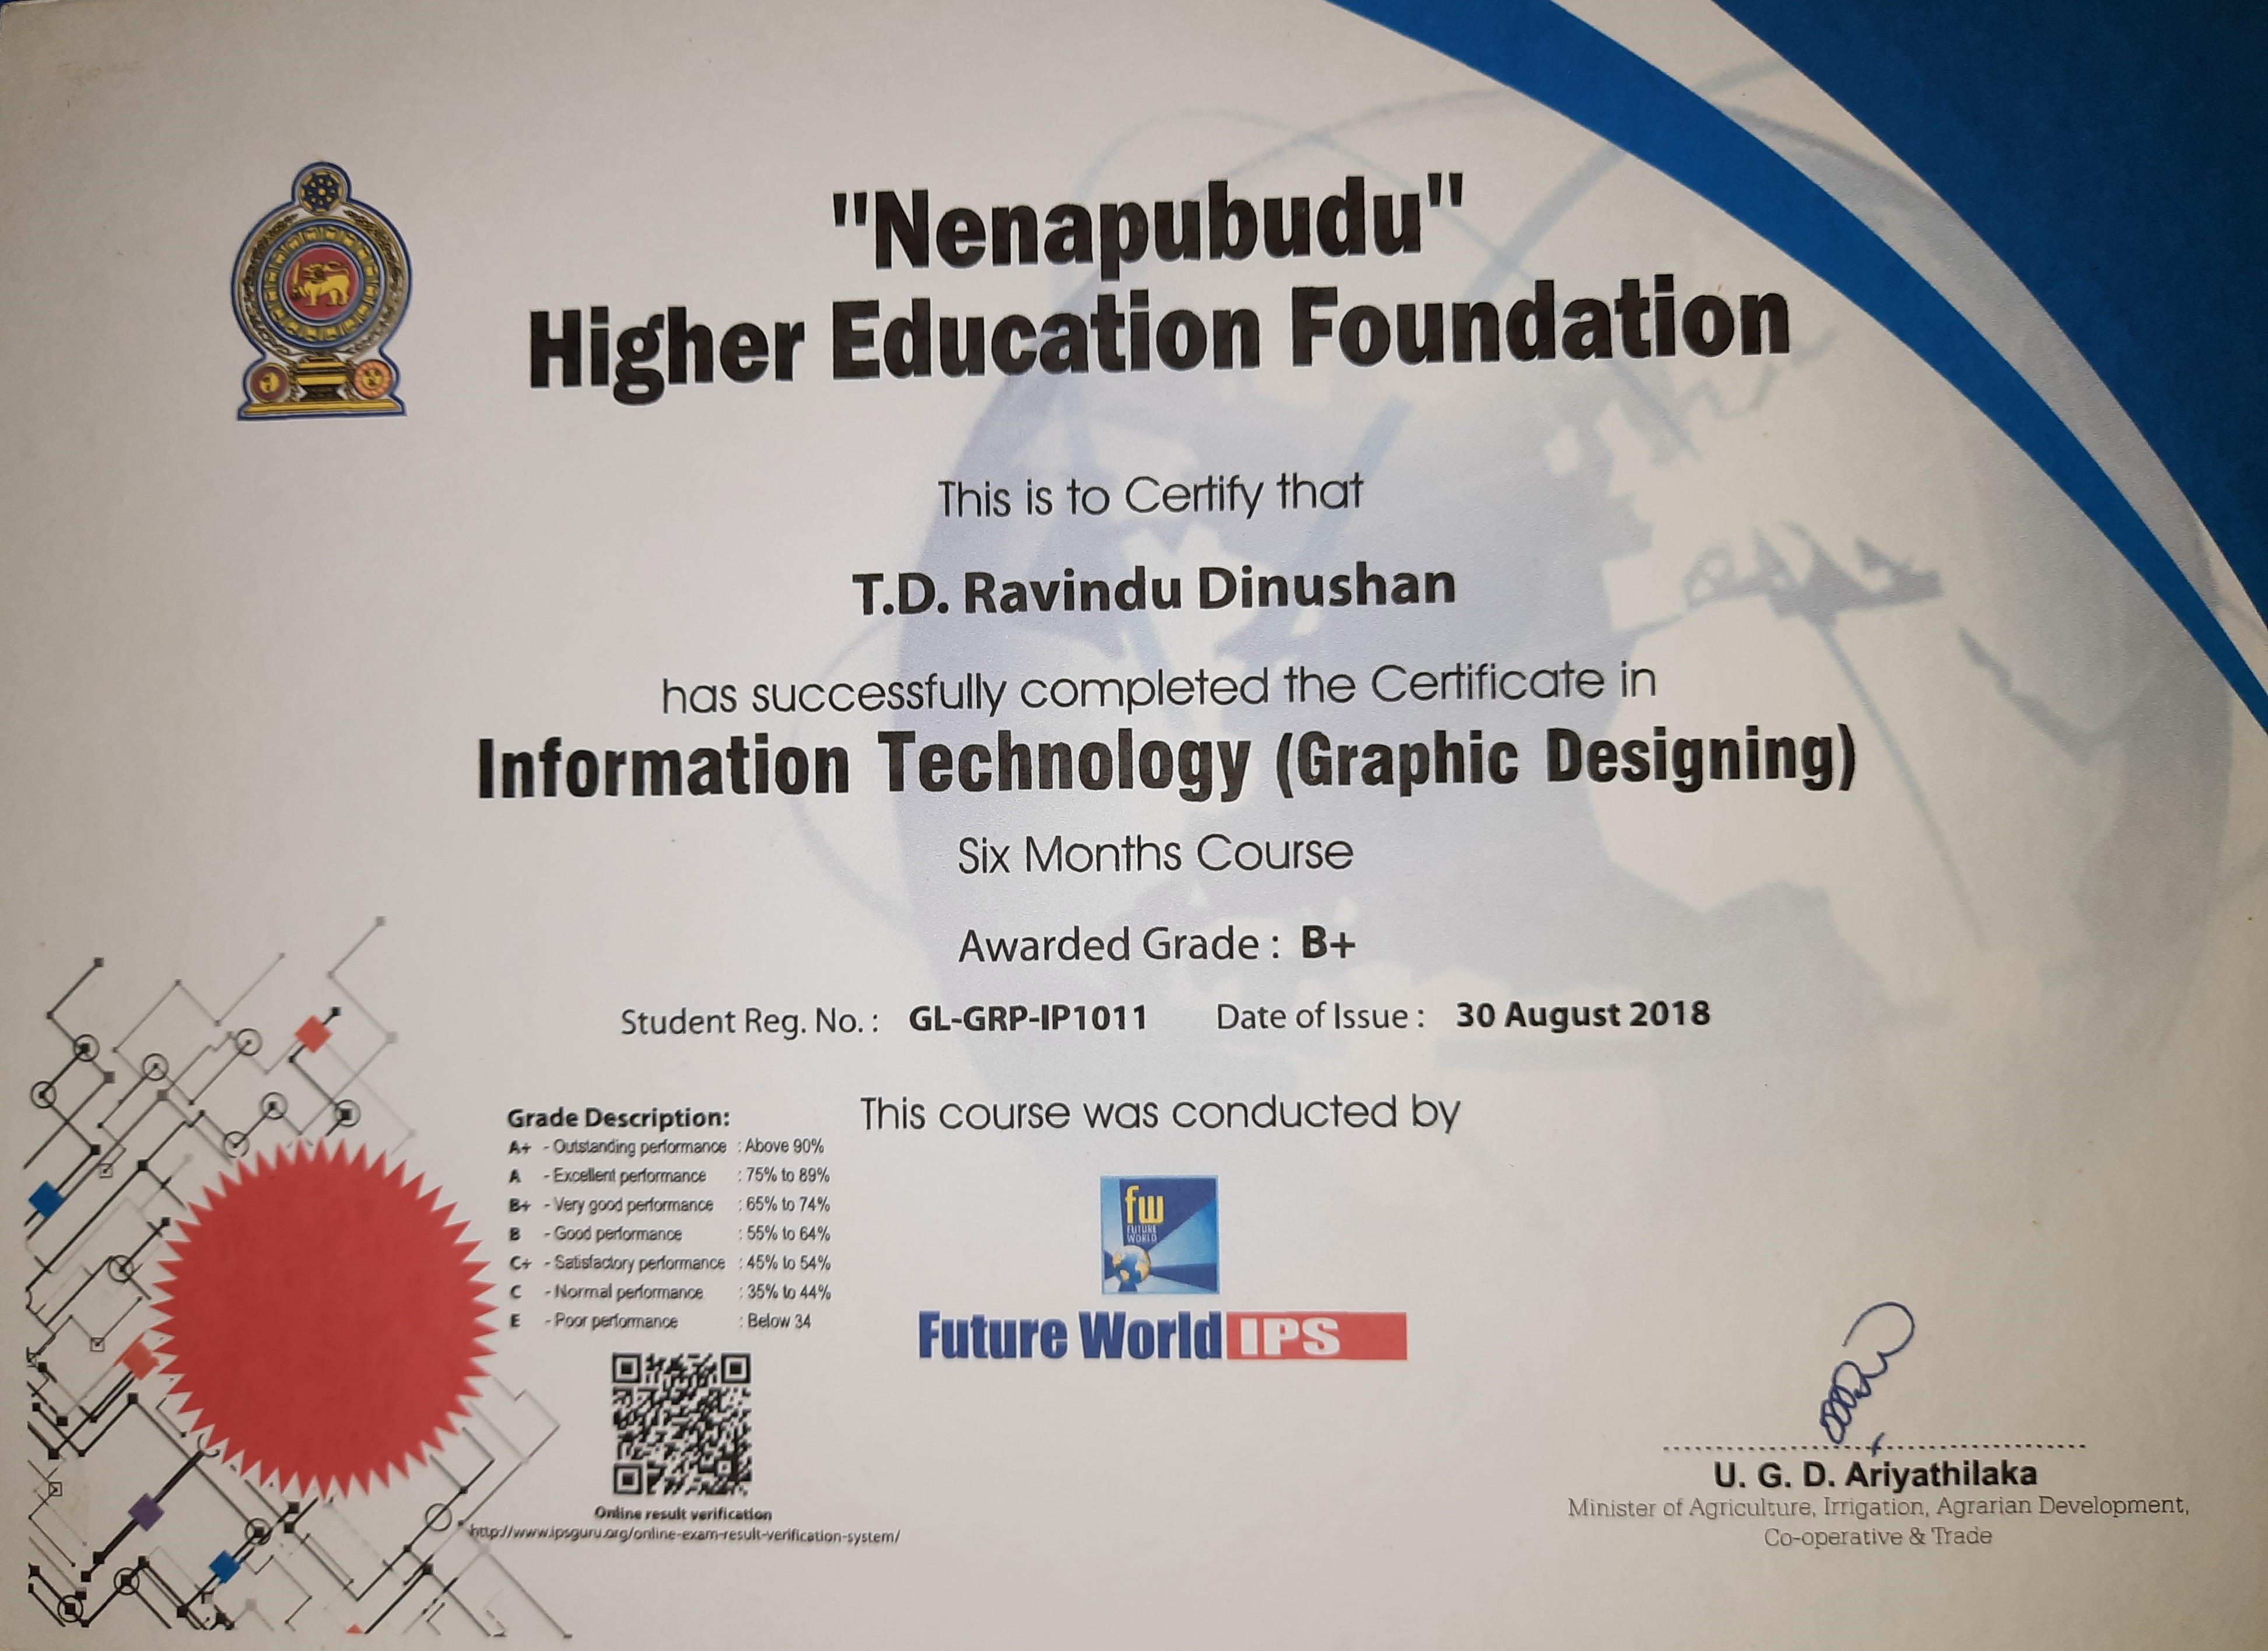 "Nenapubudu"
Higher Education Foundation
This is to Certify that
T.D. Ravindu Dinushan
has successfully completed the Certificate in
Information Technology (Graphic Designing)
Six Months Course
Awarded Grade : B+
Student Reg. No. : GL-GRP-IP1011 Date of Issue : 30 August 2018
This course was conducted by
Grade Description:
A+ - Outstanding performance : Above 90%
A - Excellent performance : 75% to 89%
B+ - Very good performance : 65% to 74%
B - Good performance : 55% to 64%
C+ - Satisfactory performance : 45% to 54%
C - Normal performance : 35% to 44%
E - Poor performance : Below 34
fw
FUTURE
WORLD
Future World IPS
Online result verification
http://www.ipsguru.org/online-exam-result-verification-system/
U. G. D. Ariyathilaka
Minister of Agriculture, Irrigation, Agrarian Development,
Co-operative & Trade